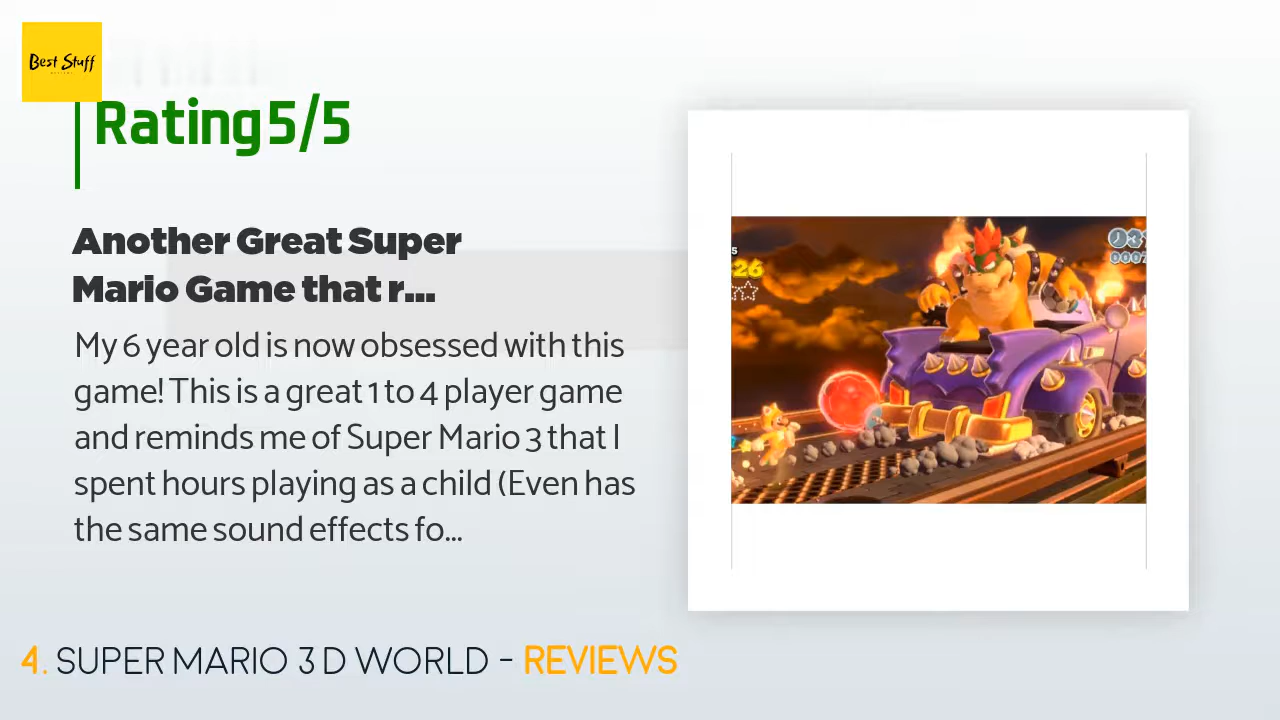 Best Stuff
Rating 5/5
Another Great Super
Mario Game that r...
My 6 year old is now obsessed with this
game! This is a great 1 to 4 player game
and reminds me of Super Mario 3 that I
spent hours playing as a child (Even has
the same sound effects fo...
26
4. SUPER MARIO 3D WORLD - REVIEWS